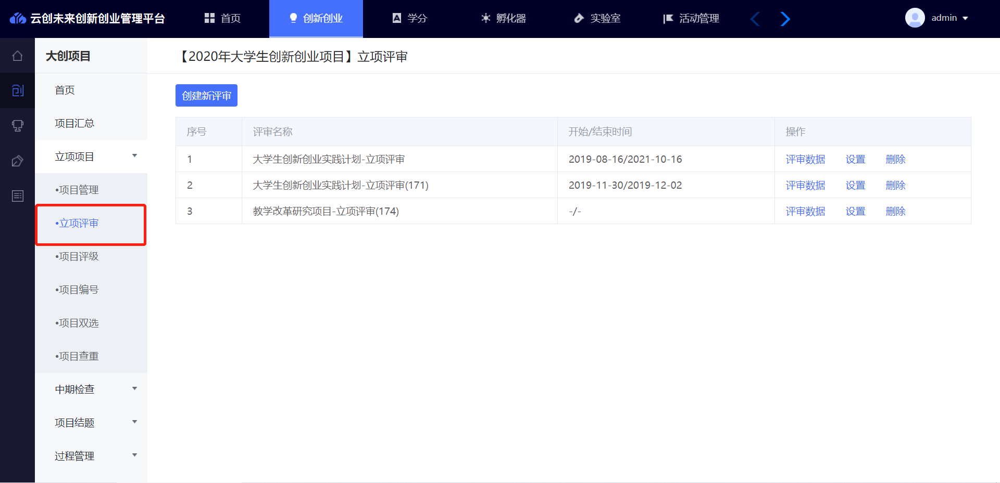 云创未来创新创业管理平台
首页
创新创业
学分
孵化器
实验室
活动管理
admin
大创项目
首页
项目汇总
立项项目
•项目管理
•立项评审
•项目评级
•项目编号
•项目双选
•项目查重
中期检查
项目结题
过程管理
【2020年大学生创新创业项目】立项评审
创建新评审
序号 评审名称 开始/结束时间 操作
1 大学生创新创业实践计划-立项评审 2019-08-16/2021-10-16 评审数据 设置 删除
2 大学生创新创业实践计划-立项评审(171) 2019-11-30/2019-12-02 评审数据 设置 删除
3 教学改革研究项目-立项评审(174) -/- 评审数据 设置 删除